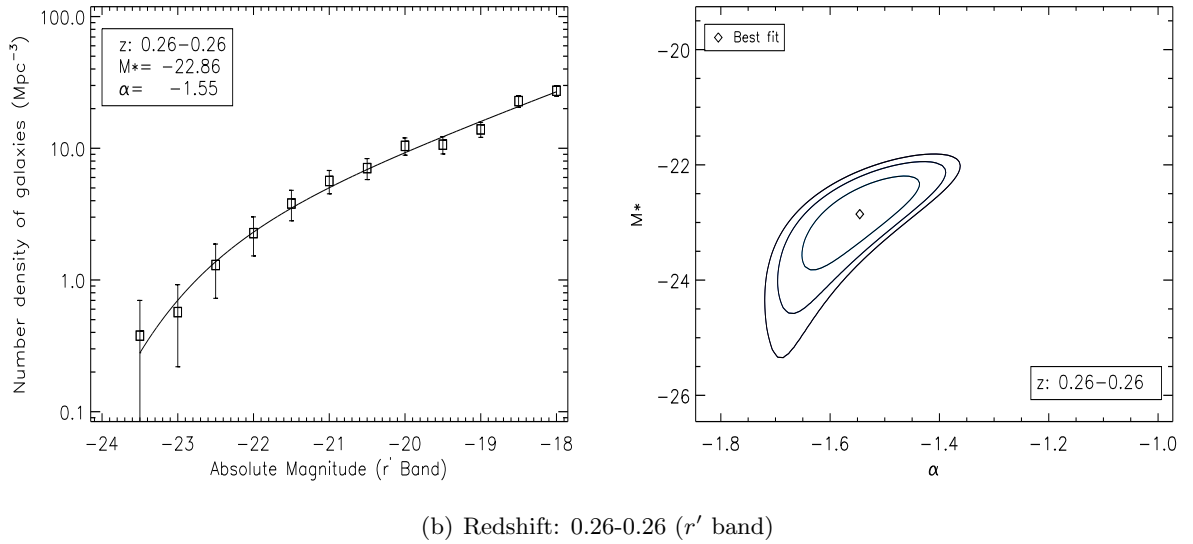 Number density of galaxies (Mpc⁻³)
100.0
10.0
1.0
0.1
z: 0.26−0.26
M*= −22.86
α= −1.55
−24 −23 −22 −21 −20 −19 −18
Absolute Magnitude (r' Band)
M*
−20
−22
−24
−26
Best fit
z: 0.26−0.26
−1.8 −1.6 −1.4 −1.2 −1.0
α
(b) Redshift: 0.26-0.26 (r′ band)